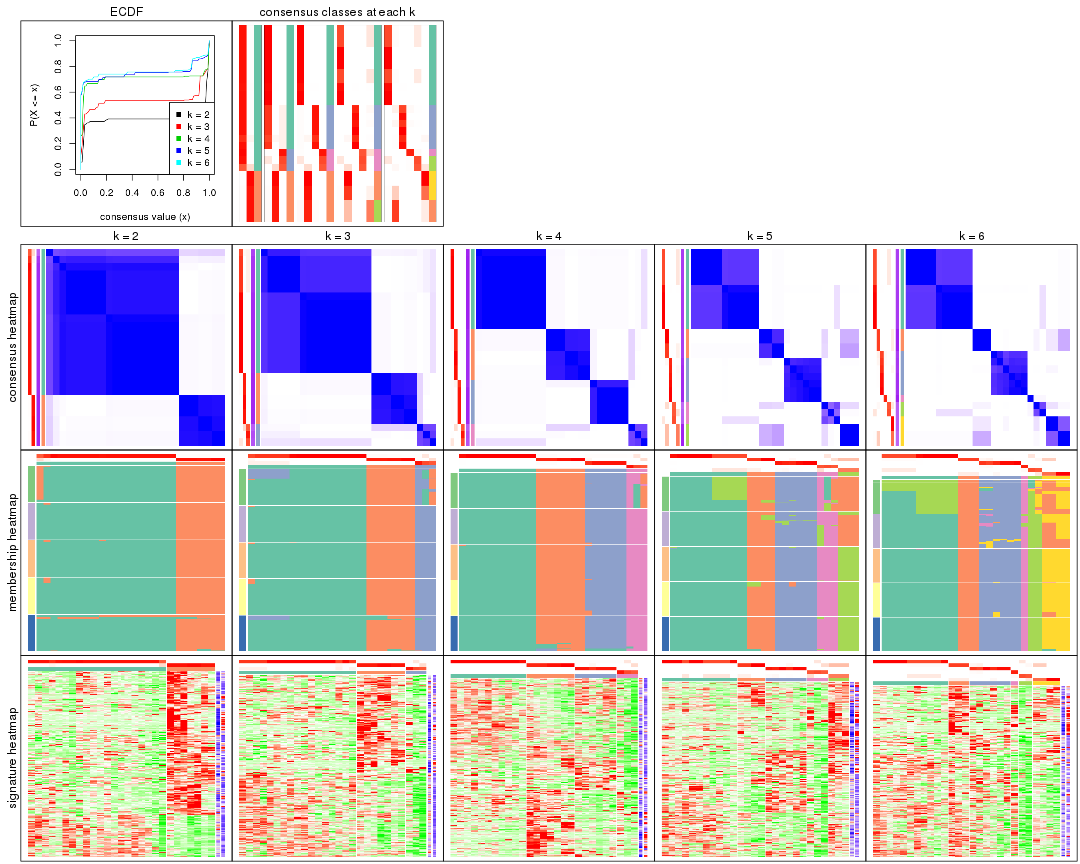 ECDF
consensus classes at each k
P(X <= x)
0.0 0.2 0.4 0.6 0.8 1.0
k = 2
k = 3
k = 4
k = 5
k = 6
0.0 0.2 0.4 0.6 0.8 1.0
consensus value (x)
k = 2 k = 3 k = 4 k = 5 k = 6
consensus heatmap
membership heatmap
signature heatmap